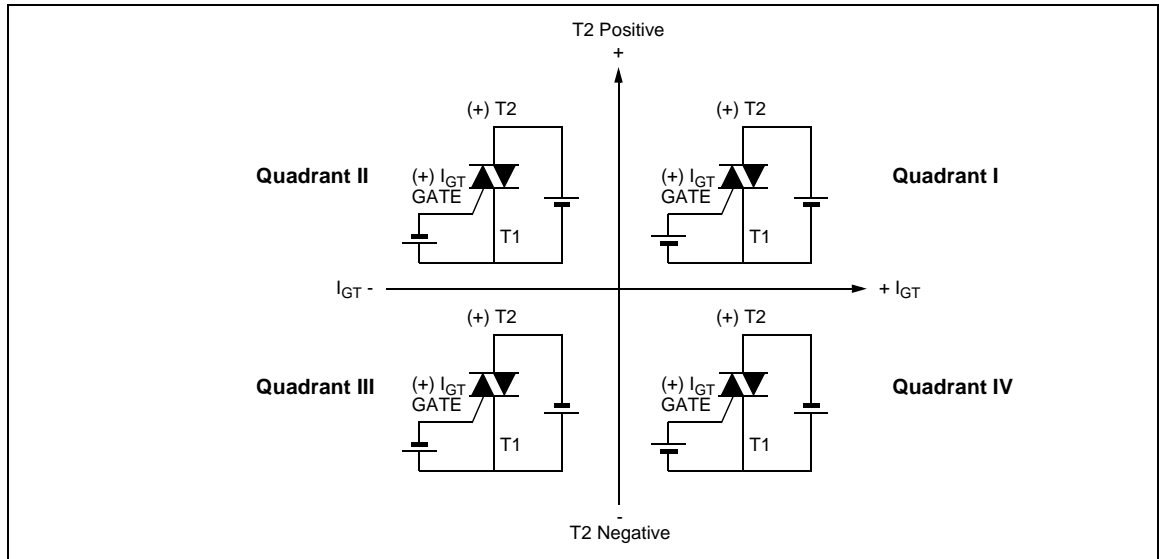 T2 Positive
+
(+) T2
(+) T2
Quadrant II
(+) IGT
GATE
T1
(+) IGT
GATE
T1
Quadrant I
IGT -
+ IGT
(+) T2
(+) T2
Quadrant III
(+) IGT
GATE
T1
(+) IGT
GATE
T1
Quadrant IV
-
T2 Negative